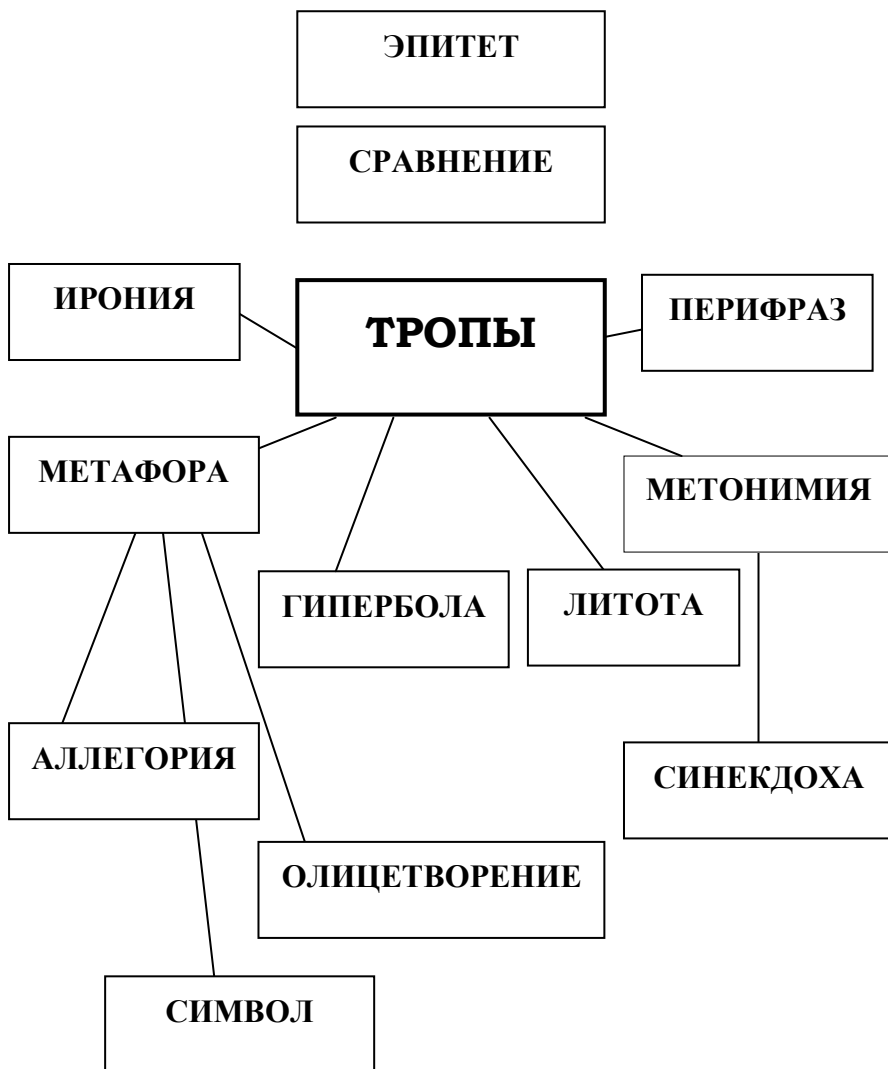 ЭПИТЕТ
СРАВНЕНИЕ
ИРОНИЯ
ТРОПЫ
ПЕРИФРАЗ
МЕТАФОРА
МЕТОНИМИЯ
ГИПЕРБОЛА
ЛИТОТА
АЛЛЕГОРИЯ
СИНЕКДОХА
ОЛИЦЕТВОРЕНИЕ
СИМВОЛ